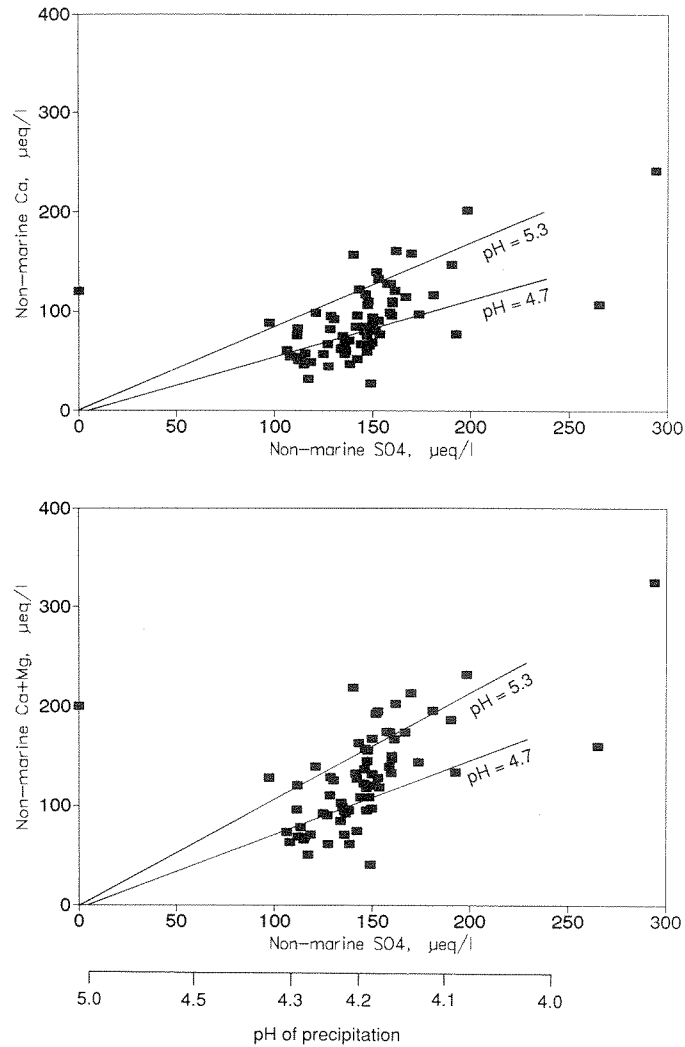 400
300
200
100
0
Non-marine Ca, µeq/l
pH = 5.3
pH = 4.7
0 50 100 150 200 250 300
Non-marine SO4, µeq/l
400
300
200
100
0
Non-marine Ca+Mg, µeq/l
pH = 5.3
pH = 4.7
0 50 100 150 200 250 300
Non-marine SO4, µeq/l
5.0 4.5 4.3 4.2 4.1 4.0
pH of precipitation